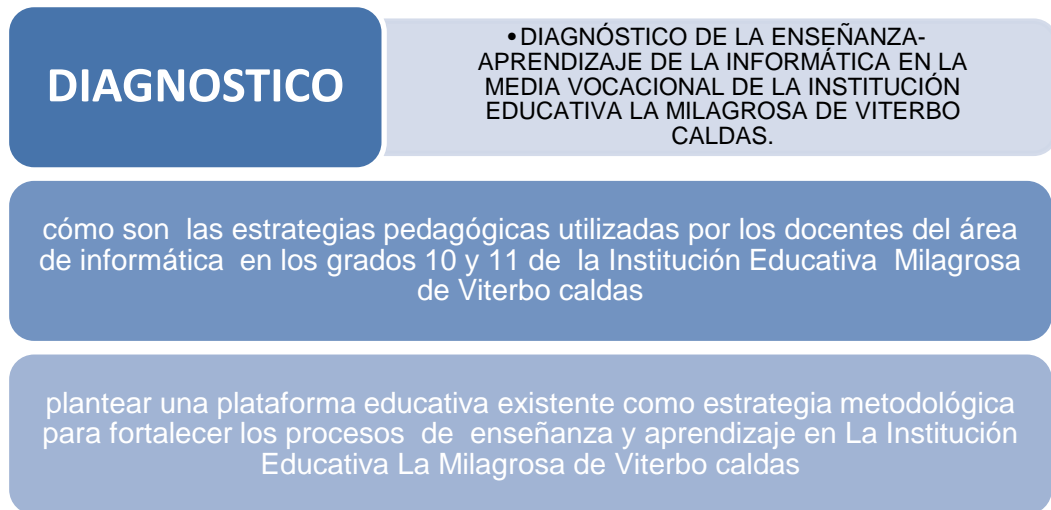 DIAGNOSTICO
•DIAGNÓSTICO DE LA ENSEÑANZA-
APRENDIZAJE DE LA INFORMÁTICA EN LA
MEDIA VOCACIONAL DE LA INSTITUCIÓN
EDUCATIVA LA MILAGROSA DE VITERBO
CALDAS.
cómo son  las estrategias pedagógicas utilizadas por los docentes del área
de informática  en los grados 10 y 11 de  la Institución Educativa  Milagrosa
de Viterbo caldas
plantear una plataforma educativa existente como estrategia metodológica
para fortalecer los procesos  de  enseñanza y aprendizaje en La Institución
Educativa La Milagrosa de Viterbo caldas